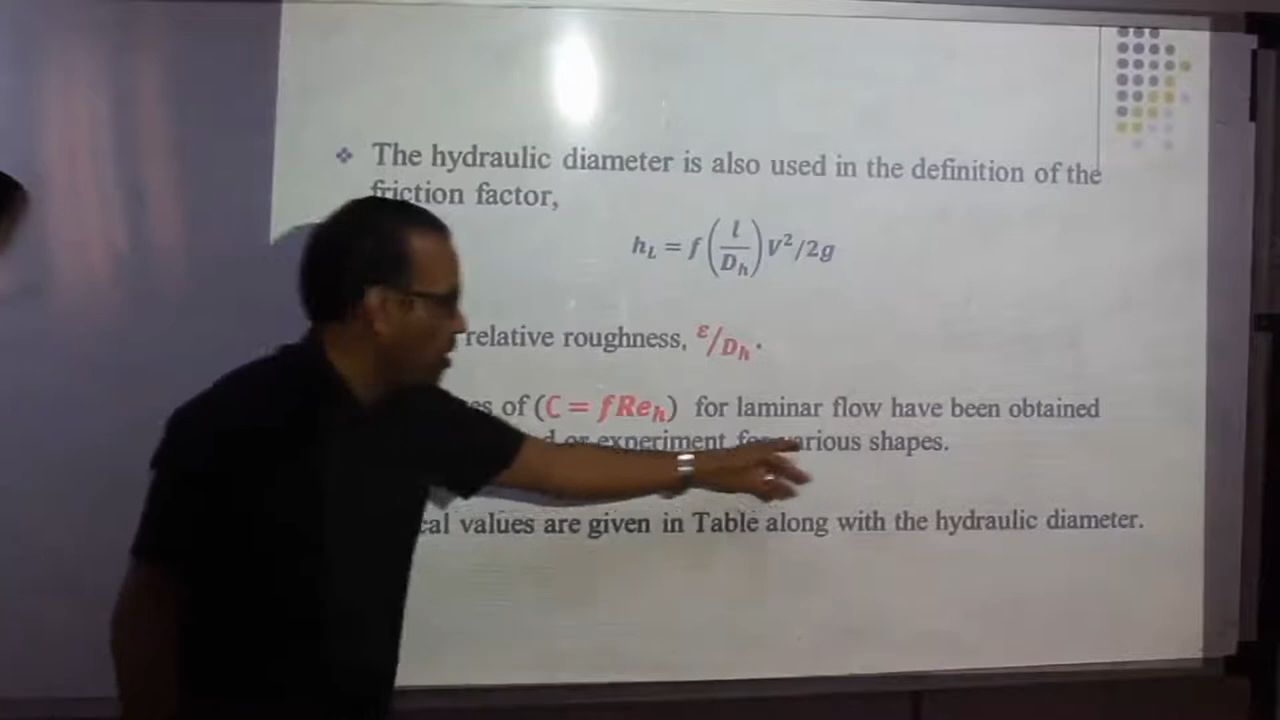 ❖ The hydraulic diameter is also used in the definition of the
friction factor,
h_L = f (l/D_h) V²/2g
relative roughness, ε/D_h.
of (C = fRe_h) for laminar flow have been obtained
or experiment for various shapes.
values are given in Table along with the hydraulic diameter.